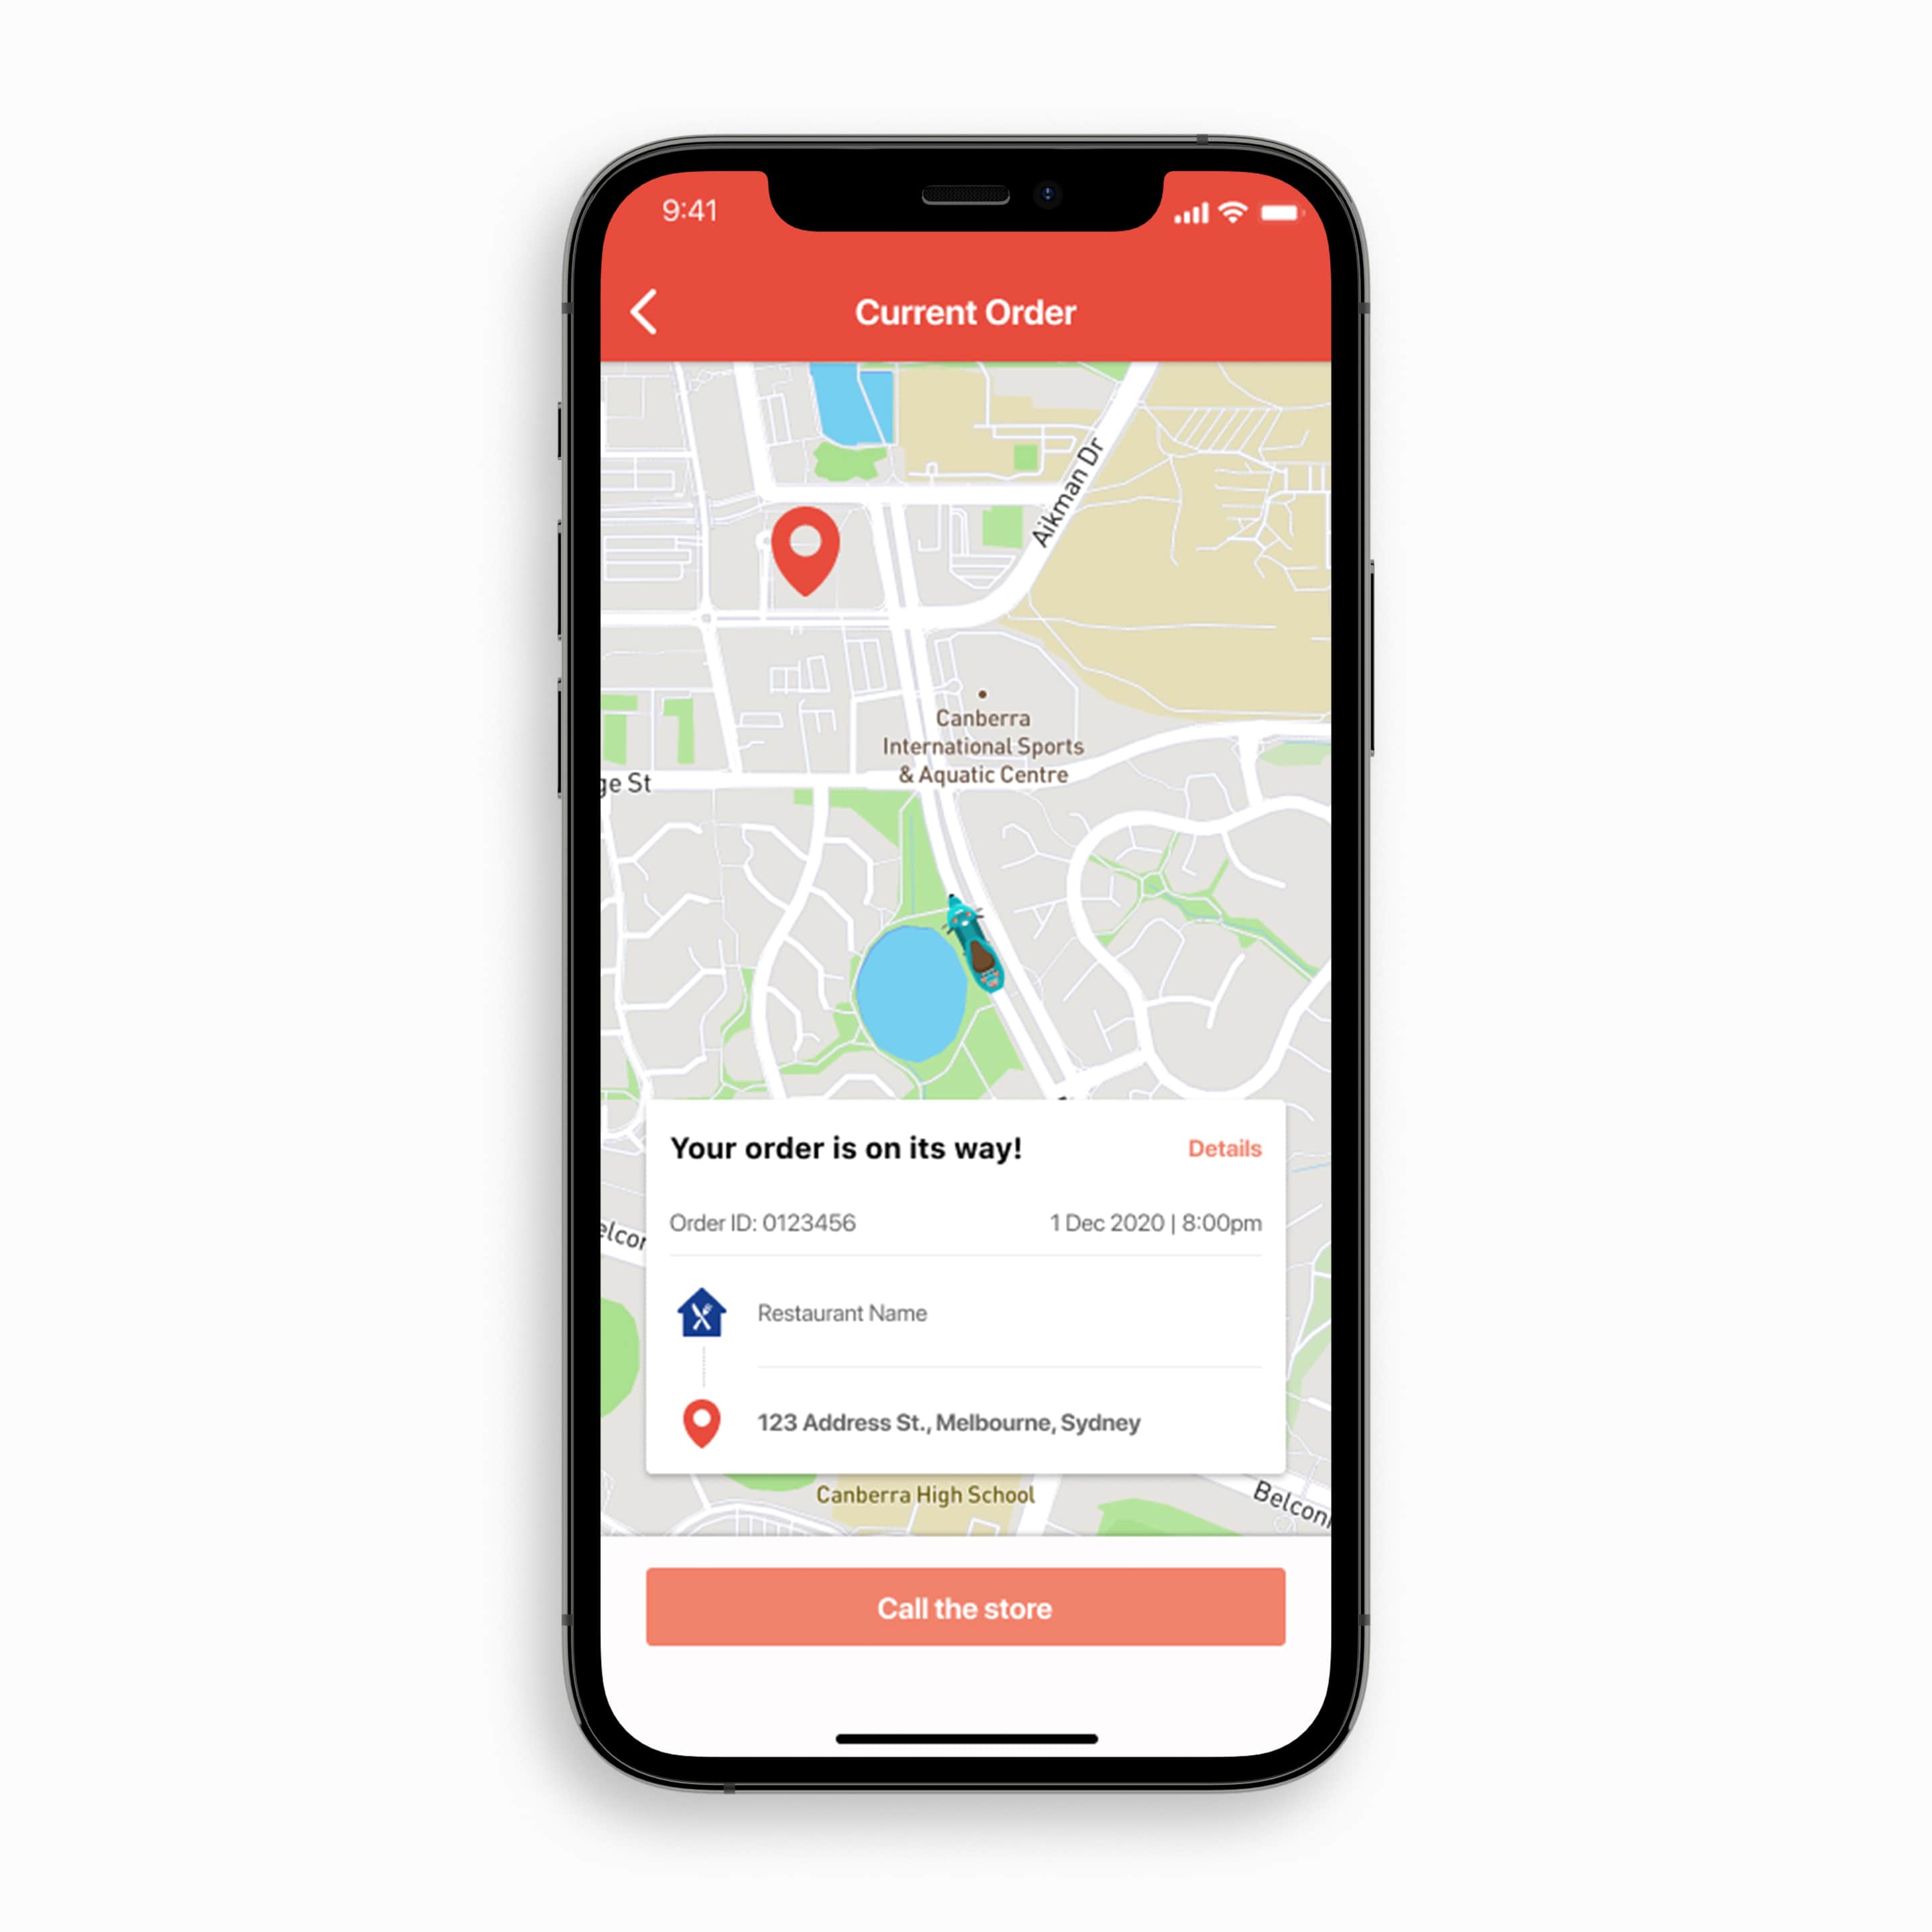 9:41
Current Order
Aikman Dr
Canberra
International Sports
& Aquatic Centre
ge St
Your order is on its way!
Details
Order ID: 0123456
1 Dec 2020 | 8:00pm
elcon
Restaurant Name
123 Address St., Melbourne, Sydney
Canberra High School
Belconn
Call the store